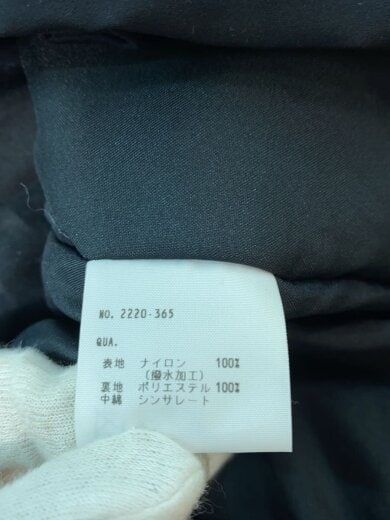 NO. 2220-365
QUA.
表地 ナイロン 100%
(撥水加工)
裏地 ポリエステル 100%
中綿 シンサレート